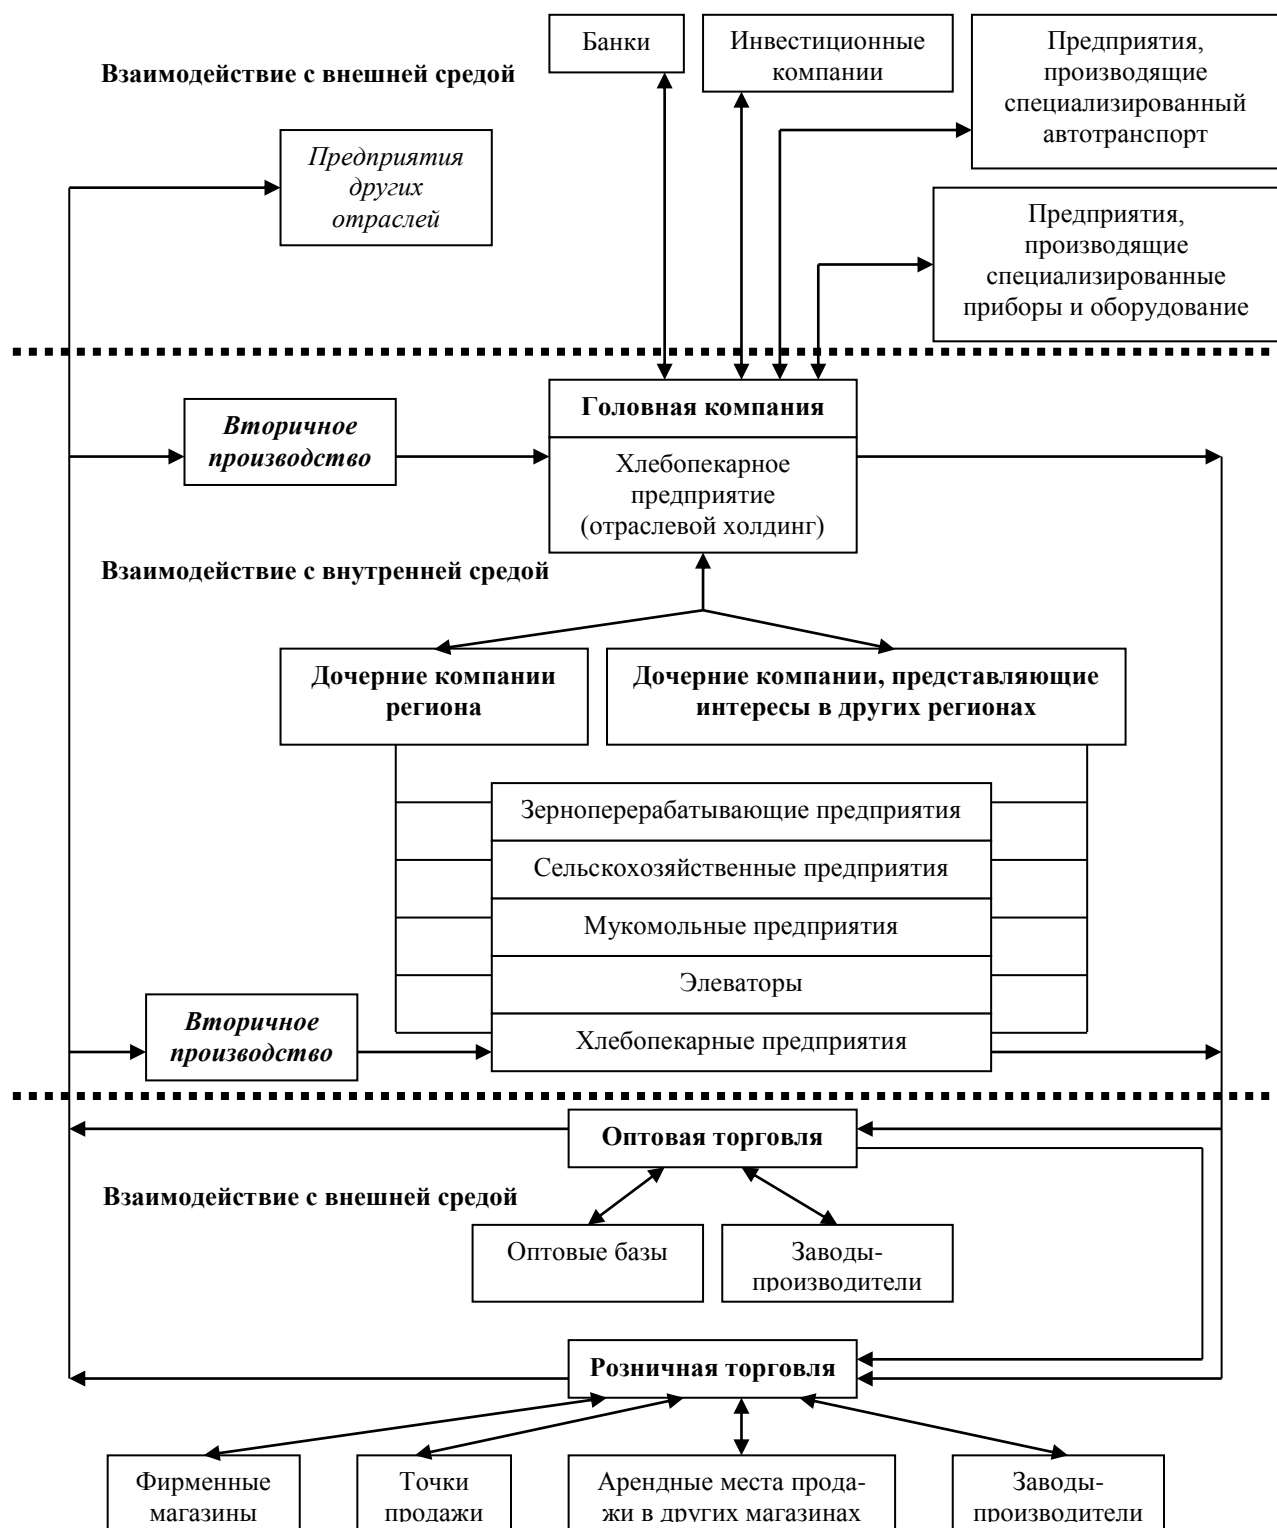 Банки
Инвестиционные
компании
Предприятия,
производящие
специализированный
автотранспорт
Взаимодействие с внешней средой
Предприятия
других
отраслей
Предприятия,
производящие
специализированные
приборы и оборудование
Головная компания
Вторичное
производство
Хлебопекарное
предприятие
(отраслевой холдинг)
Взаимодействие с внутренней средой
Дочерние компании
региона
Дочерние компании, представляющие
интересы в других регионах
Зерноперерабатывающие предприятия
Сельскохозяйственные предприятия
Мукомольные предприятия
Элеваторы
Вторичное
производство
Хлебопекарные предприятия
Оптовая торговля
Взаимодействие с внешней средой
Оптовые базы
Заводы-
производители
Розничная торговля
Фирменные
магазины
Точки
продажи
Арендные места прода-
жи в других магазинах
Заводы-
производители